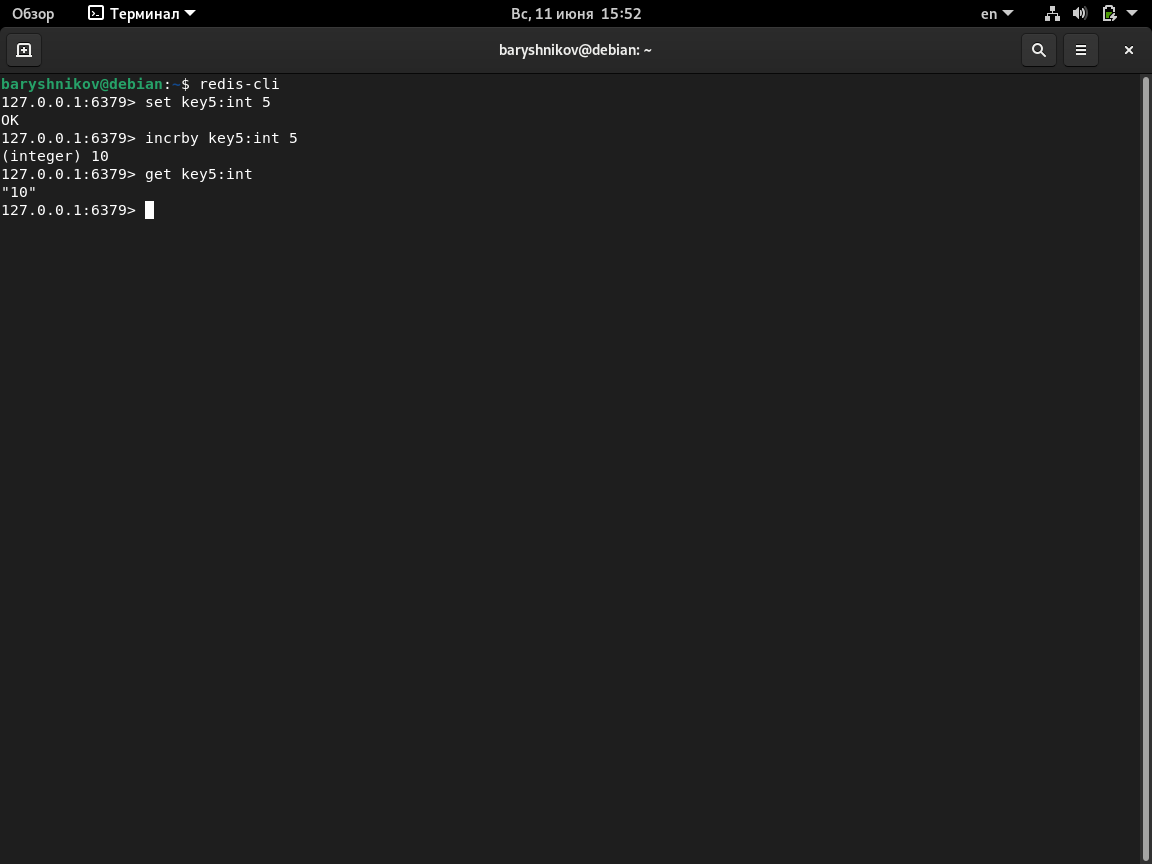 Обзор Терминал Вс, 11 июня 15:52 en
baryshnikov@debian: ~
baryshnikov@debian:~$ redis-cli
127.0.0.1:6379> set key5:int 5
OK
127.0.0.1:6379> incrby key5:int 5
(integer) 10
127.0.0.1:6379> get key5:int
"10"
127.0.0.1:6379>